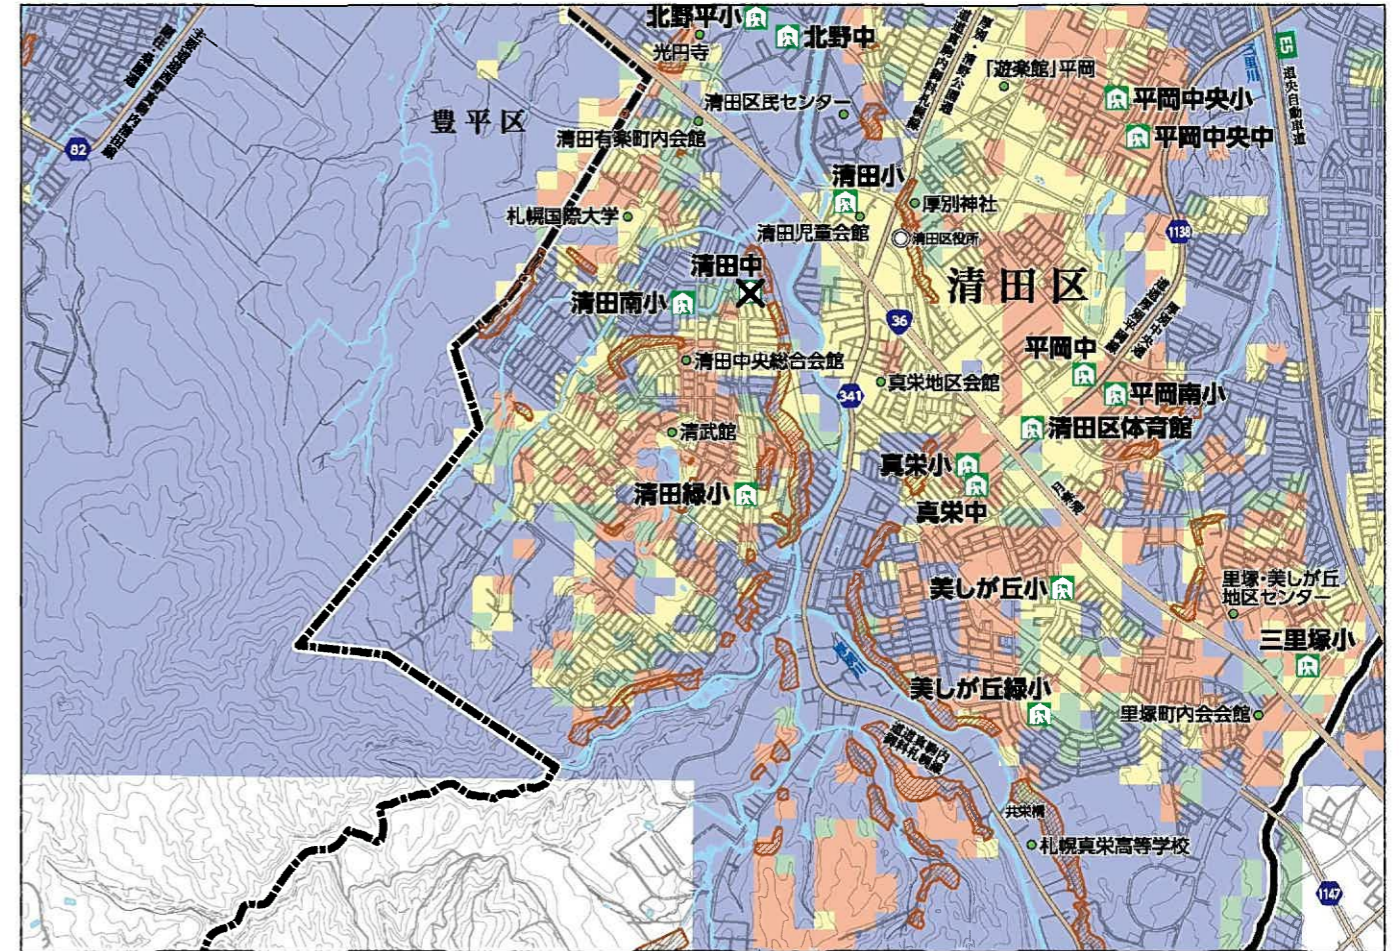 北野平小
北野中
光円寺
「遊楽館」平岡
E5
道央自動車道
平岡中央小
平岡中央中
清田区民センター
豊平区
清田有楽町内会館
82
清田小
札幌国際大学
厚別神社
清田児童会館
清田区役所
1138
清田中
清田区
清田南小
36
平岡中
清田中央総合会館
341
真栄地区会館
平岡南小
清田区体育館
清武館
真栄小
清田緑小
真栄中
美しが丘小
里塚・美しが丘
地区センター
三里塚小
美しが丘緑小
里塚町内会会館
共栄橋
札幌真栄高等学校
1147